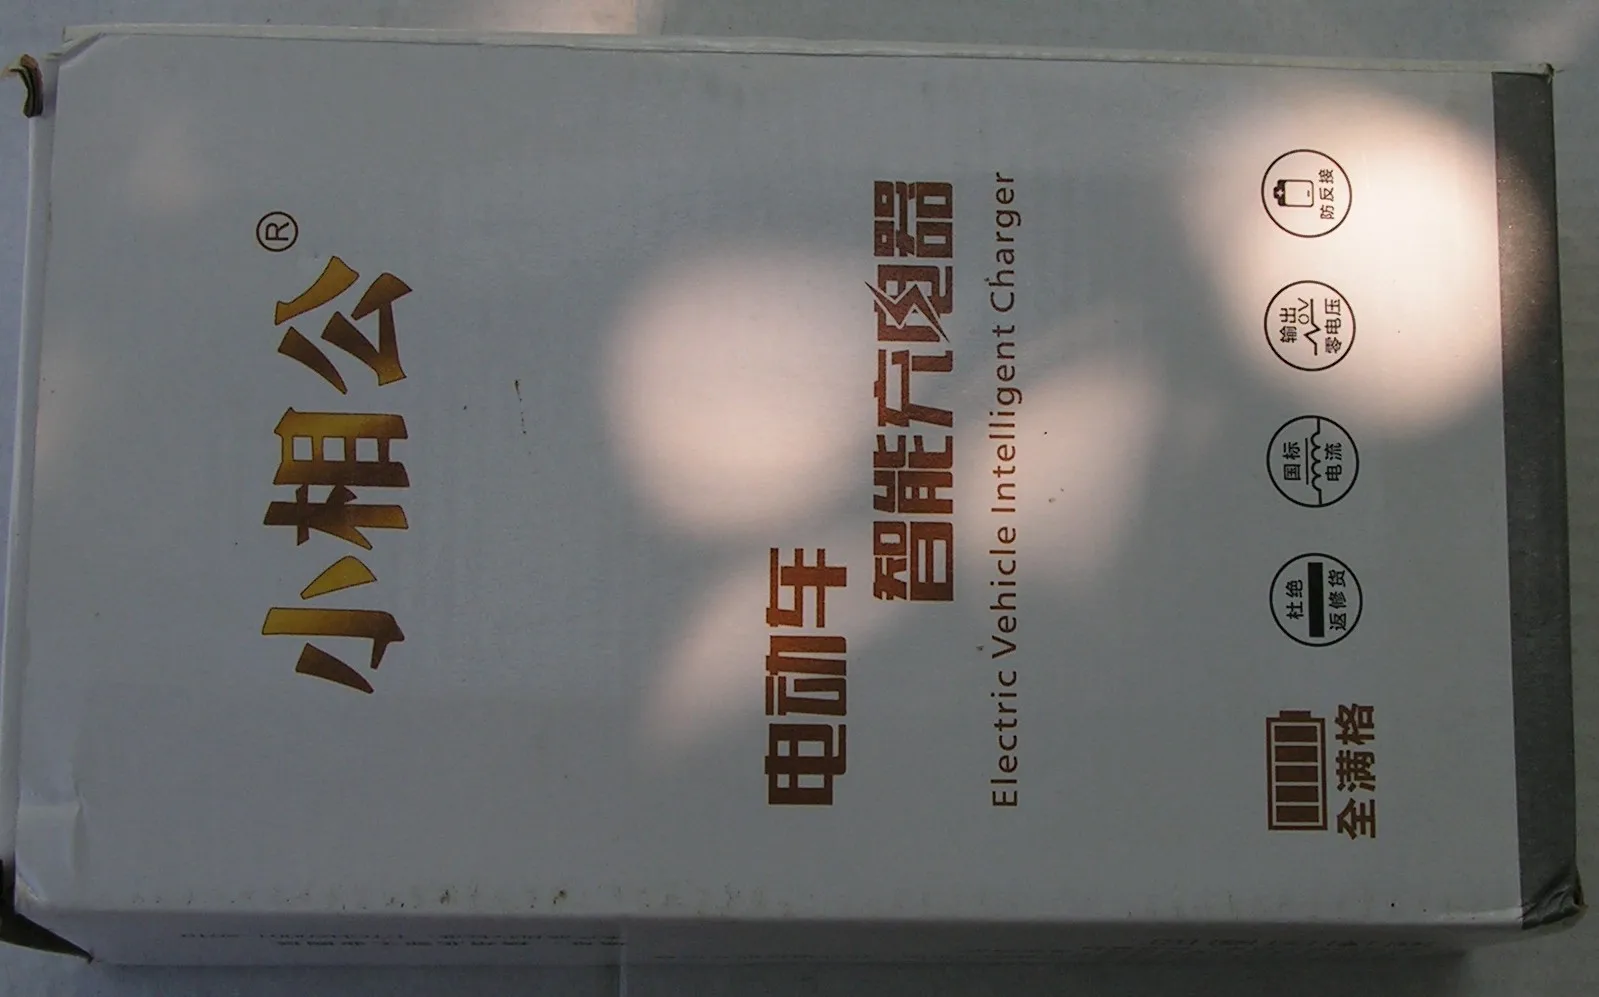 小相公®
电动车
智能充电器
Electric Vehicle Intelligent Charger
全满格
杜绝
返修货
国标
电流
输出
0V
零电压
防反接